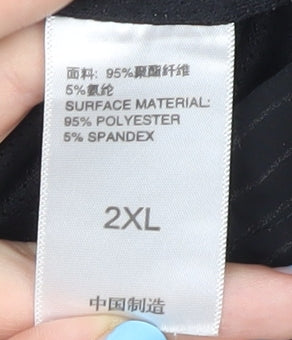 面料: 95%聚酯纤维
5%氨纶
SURFACE MATERIAL:
95% POLYESTER
5% SPANDEX
2XL
中国制造